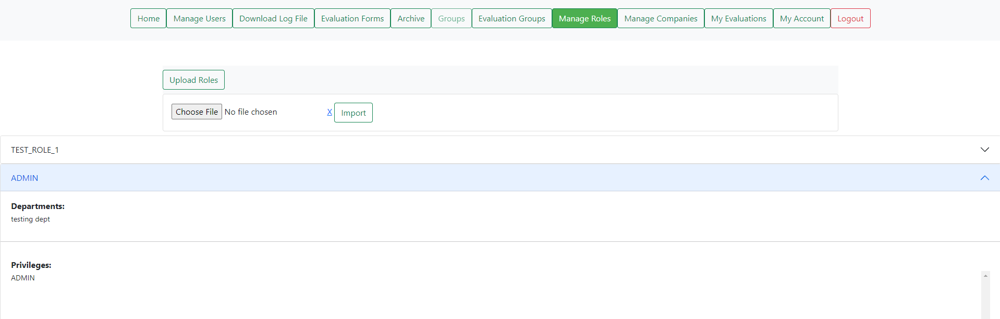 Home Manage Users Download Log File Evaluation Forms Archive Groups Evaluation Groups Manage Roles Manage Companies My Evaluations My Account Logout
Upload Roles
Choose File No file chosen X Import
TEST_ROLE_1
ADMIN
Departments:
testing dept
Privileges:
ADMIN